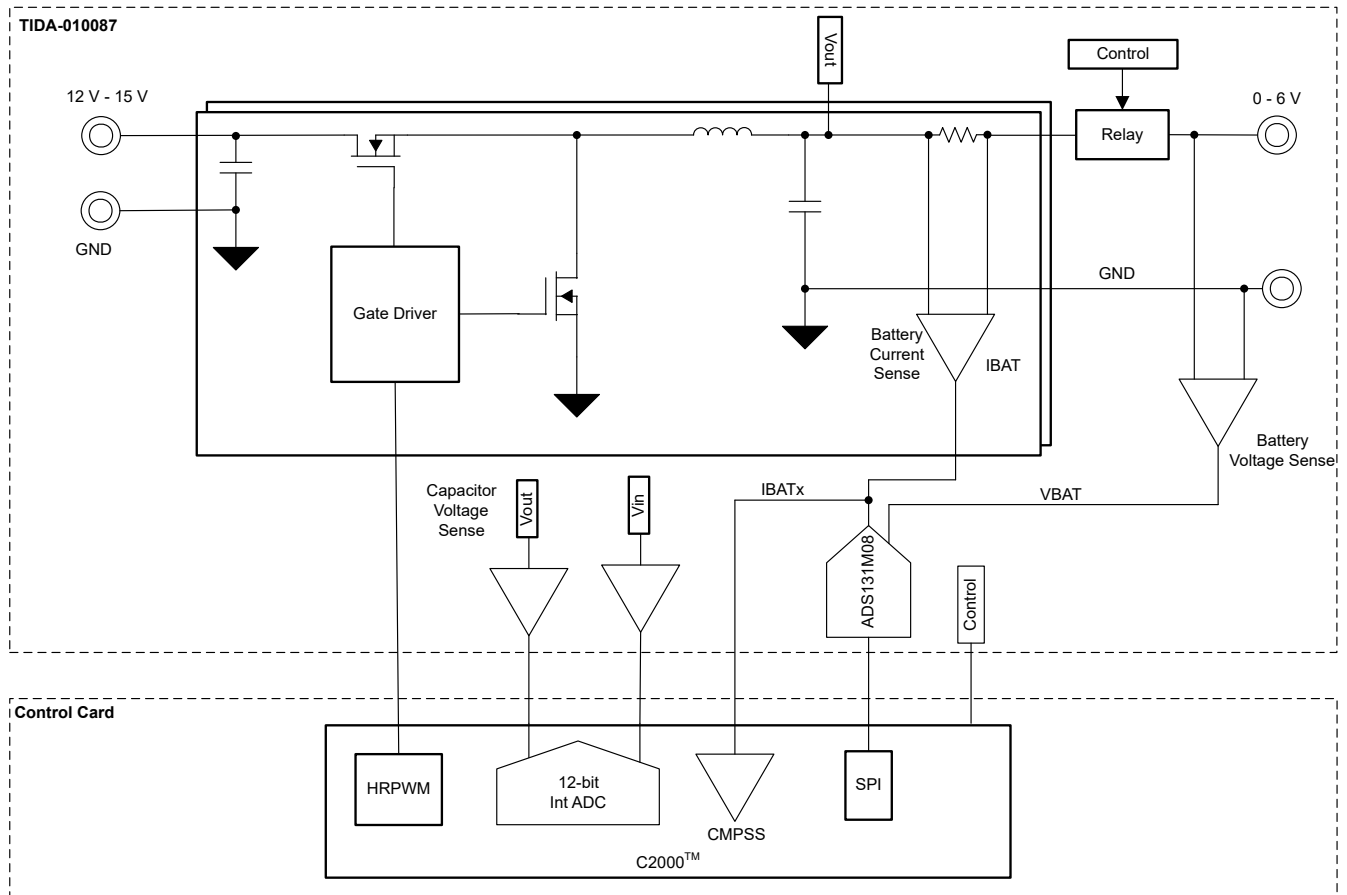 TIDA-010087
Vout
Control
12 V - 15 V
0 - 6 V
Relay
GND
GND
Gate Driver
Battery
Current
Sense
IBAT
Battery
Voltage Sense
Capacitor
Voltage
Sense
Vout
Vin
IBATx
VBAT
ADS131M08
Control
Control Card
HRPWM
12-bit
Int ADC
CMPSS
SPI
C2000™